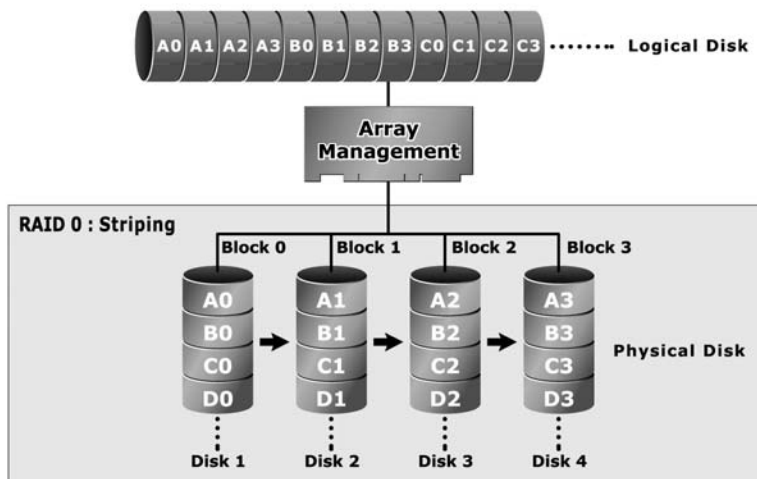 A0 A1 A2 A3 B0 B1 B2 B3 C0 C1 C2 C3 Logical Disk
Array
Management
RAID 0 : Striping
Block 0 Block 1 Block 2 Block 3
A0 A1 A2 A3
B0 B1 B2 B3
Physical Disk
C0 C1 C2 C3
D0 D1 D2 D3
Disk 1 Disk 2 Disk 3 Disk 4